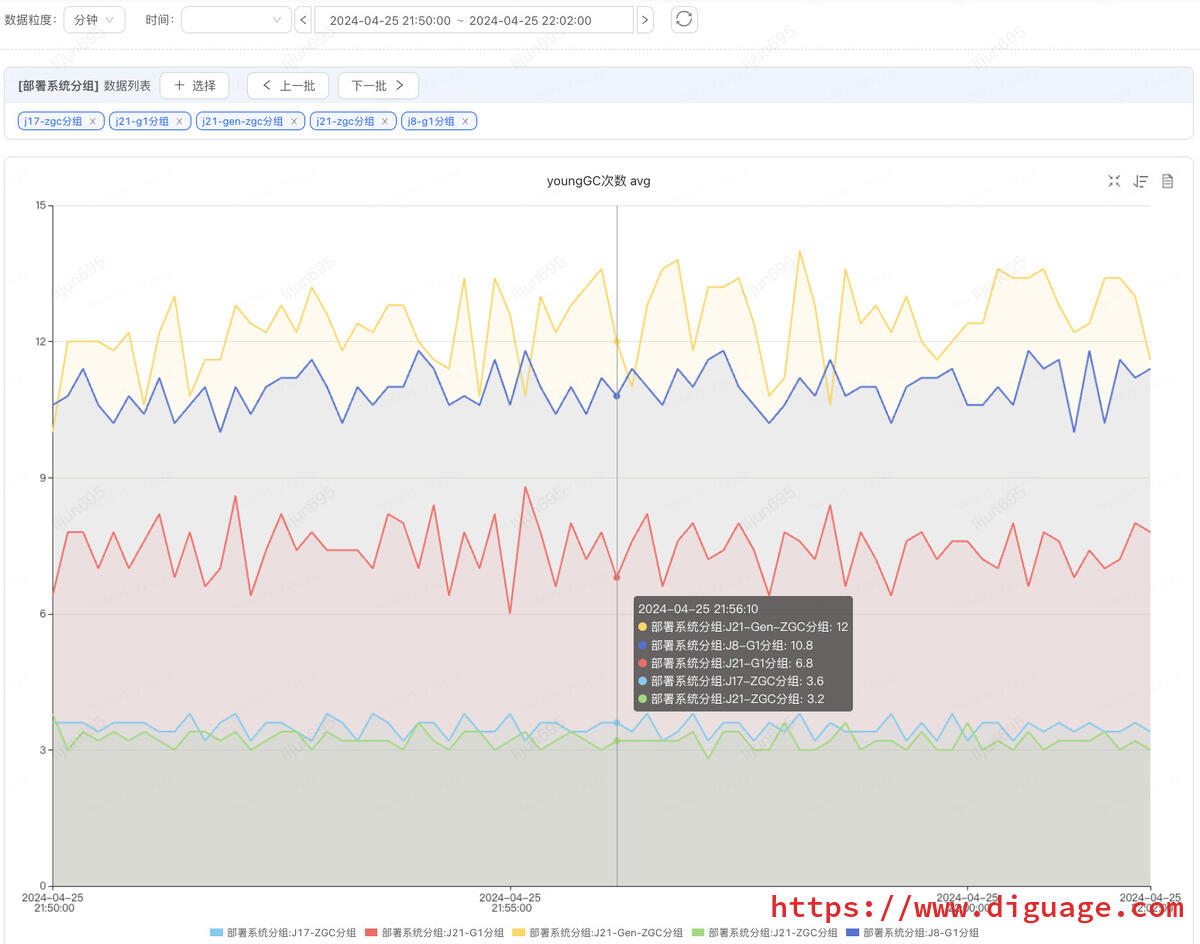 数据粒度： 分钟 时间： 2024-04-25 21:50:00 ~ 2024-04-25 22:02:00
[部署系统分组] 数据列表 + 选择 < 上一批 下一批 >
j17-zgc分组 × j21-g1分组 × j21-gen-zgc分组 × j21-zgc分组 × j8-g1分组 ×
youngGC次数 avg
15
12
9
6
3
0
2024-04-25 21:56:10
部署系统分组:J21-Gen-ZGC分组: 12
部署系统分组:J8-G1分组: 10.8
部署系统分组:J21-G1分组: 6.8
部署系统分组:J17-ZGC分组: 3.6
部署系统分组:J21-ZGC分组: 3.2
2024-04-25 2024-04-25 2024-04-25 2024-04-25
21:50:00 21:55:00 22:00:00 22:02:00
https://www.diguage.com
部署系统分组:J17-ZGC分组 部署系统分组:J21-G1分组 部署系统分组:J21-Gen-ZGC分组 部署系统分组:J21-ZGC分组 部署系统分组:J8-G1分组
lijun695